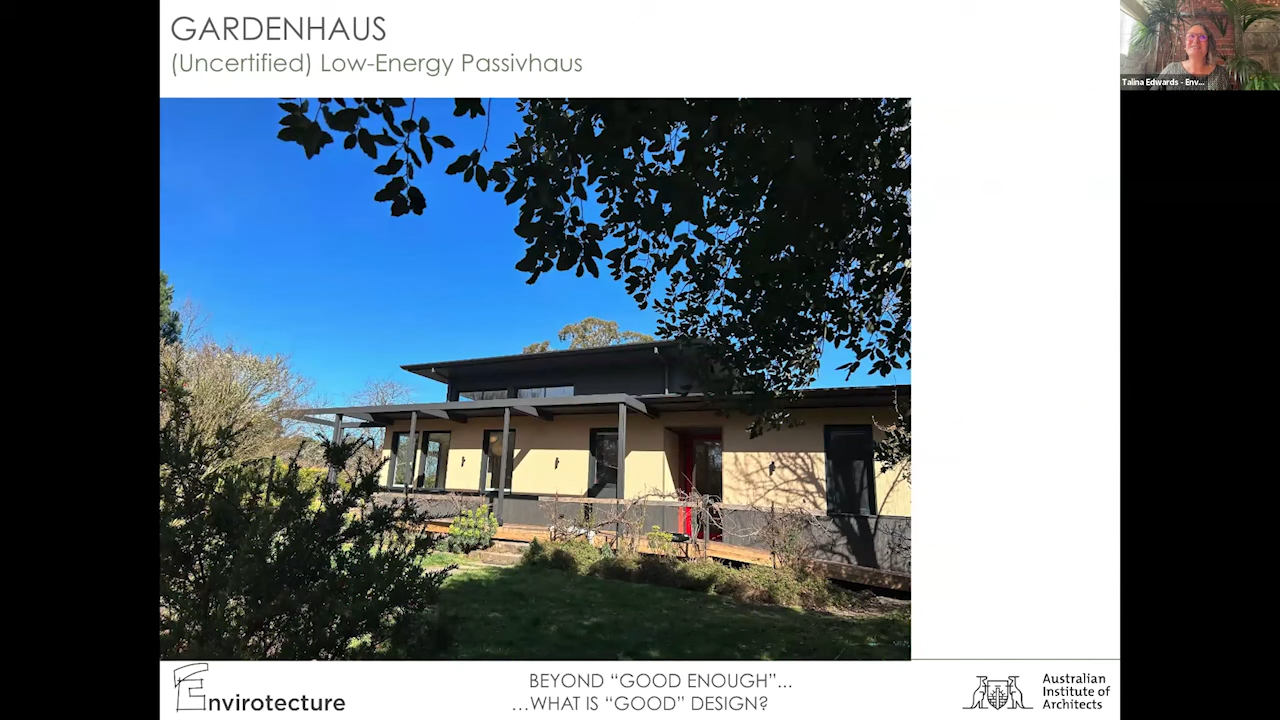 GARDENHAUS
(Uncertified) Low-Energy Passivhaus
Talina Edwards - Env...
Envirotecture
BEYOND “GOOD ENOUGH”...
...WHAT IS “GOOD” DESIGN?
Australian
Institute of
Architects